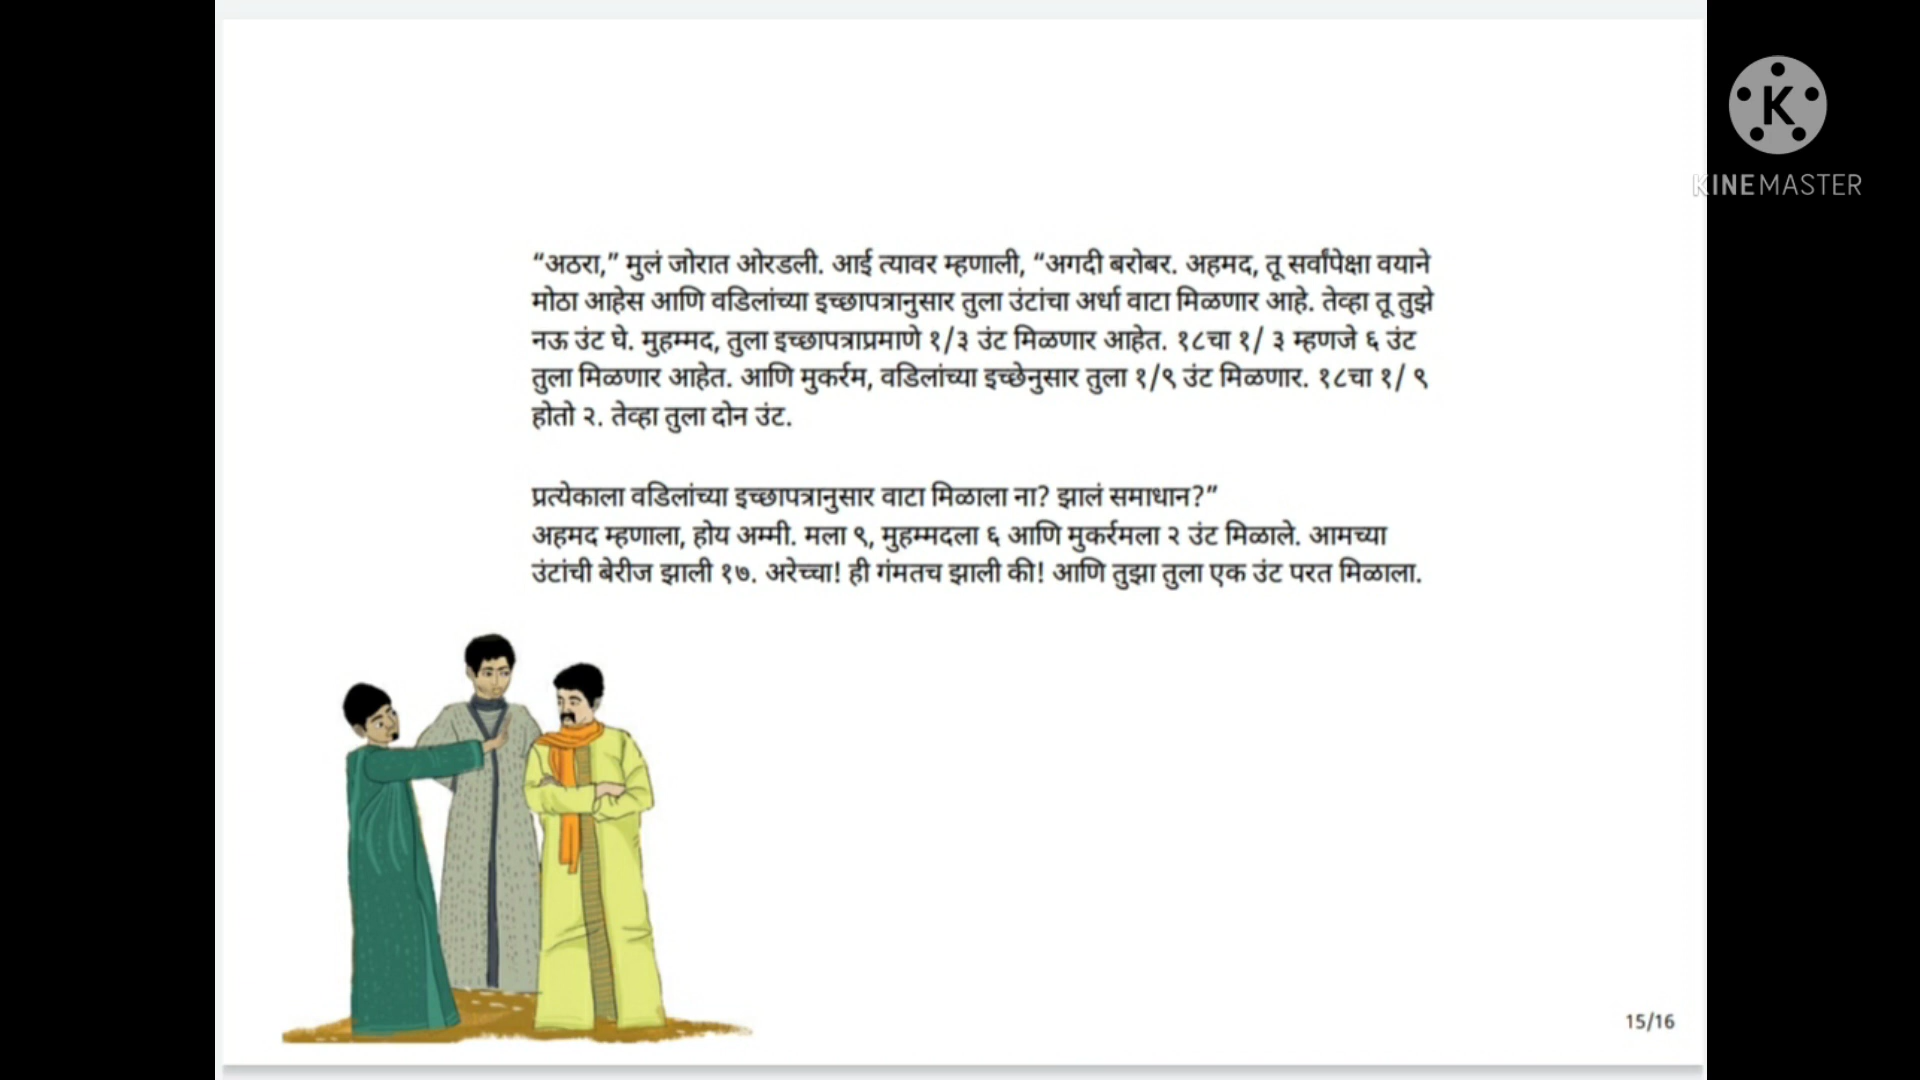 “अठरा,” मुलं जोरात ओरडली. आई त्यावर म्हणाली, “अगदी बरोबर. अहमद, तू सर्वांपेक्षा वयाने
मोठा आहेस आणि वडिलांच्या इच्छापत्रानुसार तुला उंटांचा अर्धा वाटा मिळणार आहे. तेव्हा तू तुझे
नऊ उंट घे. मुहम्मद, तुला इच्छापत्राप्रमाणे १/३ उंट मिळणार आहेत. १८चा १/ ३ म्हणजे ६ उंट
तुला मिळणार आहेत. आणि मुकर्रम, वडिलांच्या इच्छेनुसार तुला १/९ उंट मिळणार. १८चा १/ ९
होतो २. तेव्हा तुला दोन उंट.
प्रत्येकाला वडिलांच्या इच्छापत्रानुसार वाटा मिळाला ना? झालं समाधान?”
अहमद म्हणाला, होय अम्मी. मला ९, मुहम्मदला ६ आणि मुकर्रमला २ उंट मिळाले. आमच्या
उंटांची बेरीज झाली १७. अरेच्चा! ही गंमतच झाली की! आणि तुझा तुला एक उंट परत मिळाला.
15/16
K
KINEMASTER